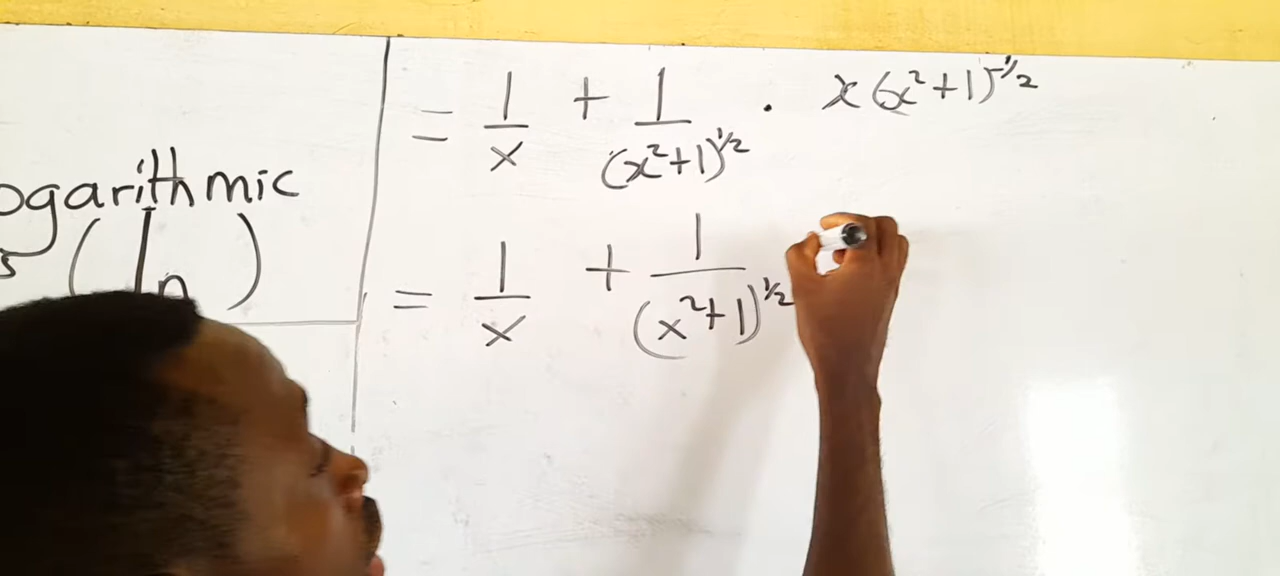 ogarithmic
s (ln)
= 1/x + 1/(x²+1)^½ · x(x²+1)^-½
= 1/x + 1/(x²+1)^½